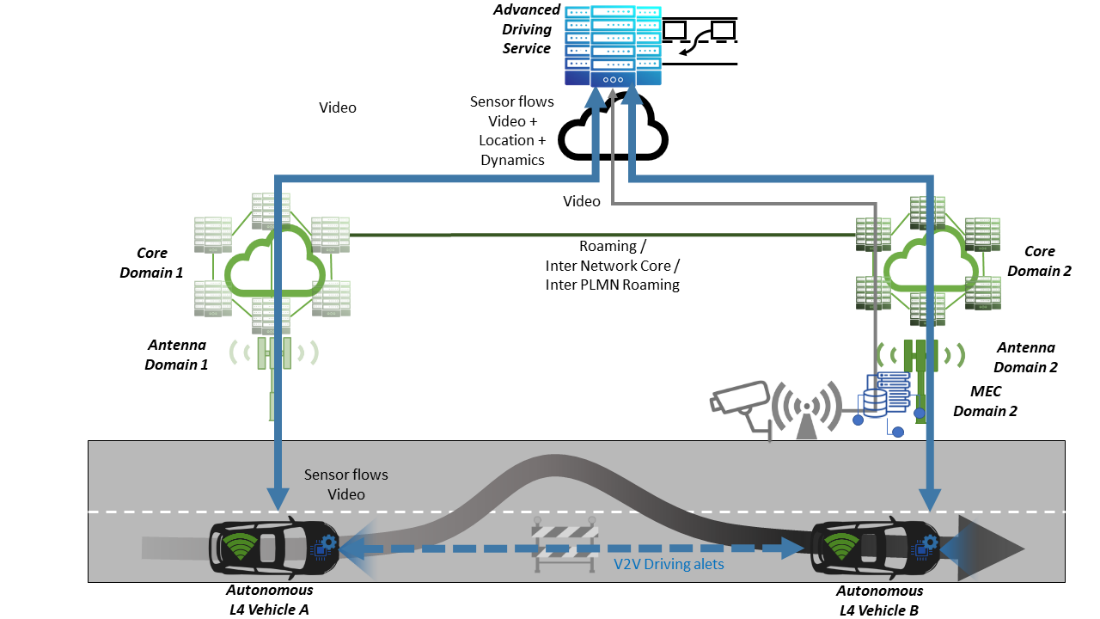 Advanced
Driving
Service
Video
Sensor flows
Video +
Location +
Dynamics
Video
Core
Domain 1
Roaming /
Inter Network Core /
Inter PLMN Roaming
Core
Domain 2
Antenna
Domain 1
Antenna
Domain 2
MEC
Domain 2
Sensor flows
Video
V2V Driving alets
Autonomous
L4 Vehicle A
Autonomous
L4 Vehicle B